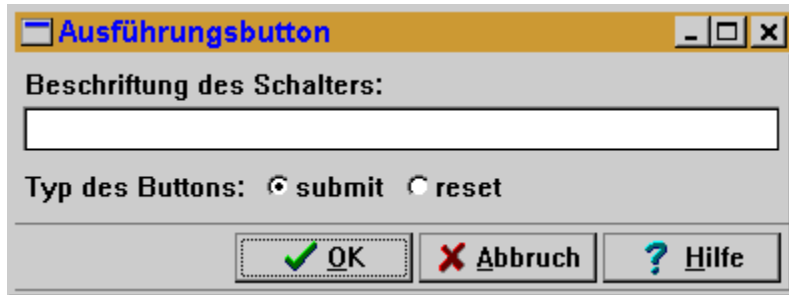 Ausführungsbutton
Beschriftung des Schalters:
Typ des Buttons: submit reset
OK Abbruch Hilfe